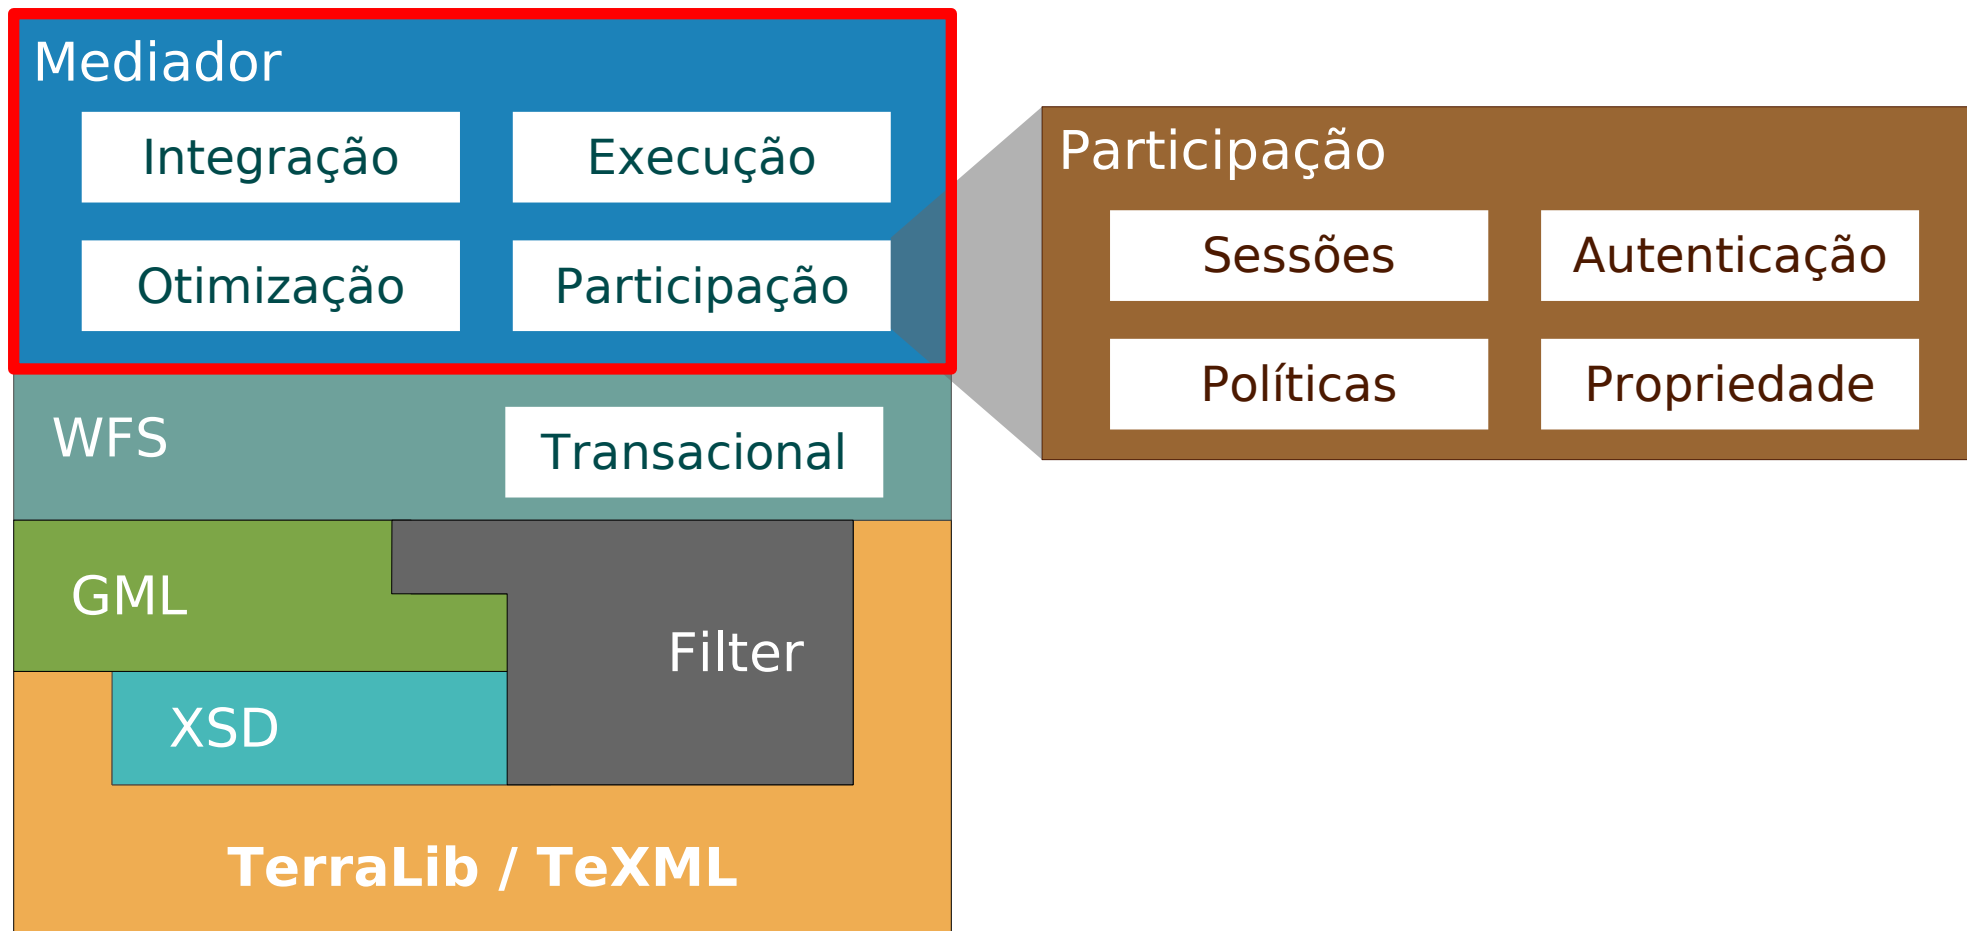 Mediador
Integração
Execução
Otimização
Participação
WFS
Transacional
GML
Filter
XSD
TerraLib / TeXML
Participação
Sessões
Autenticação
Políticas
Propriedade